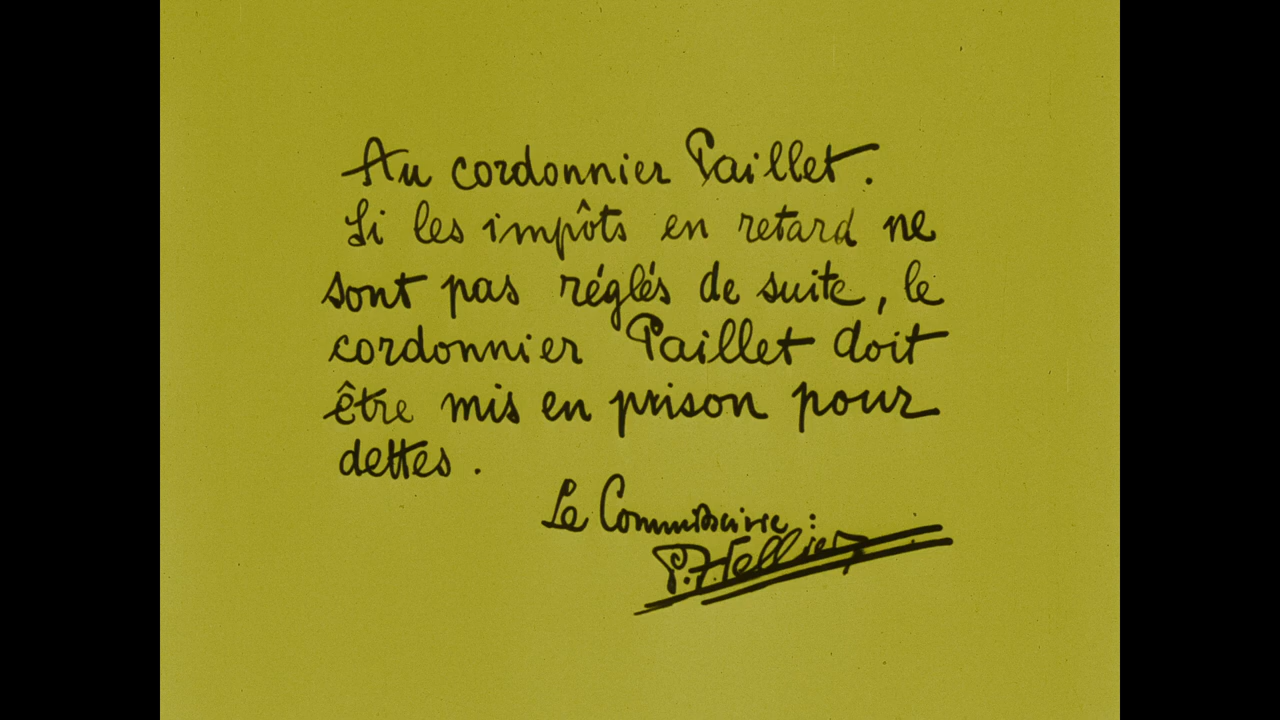 Au cordonnier Paillet.
Si les impôts en retard ne
sont pas réglés de suite, le
cordonnier Paillet doit
être mis en prison pour
dettes.
Le Commissaire :